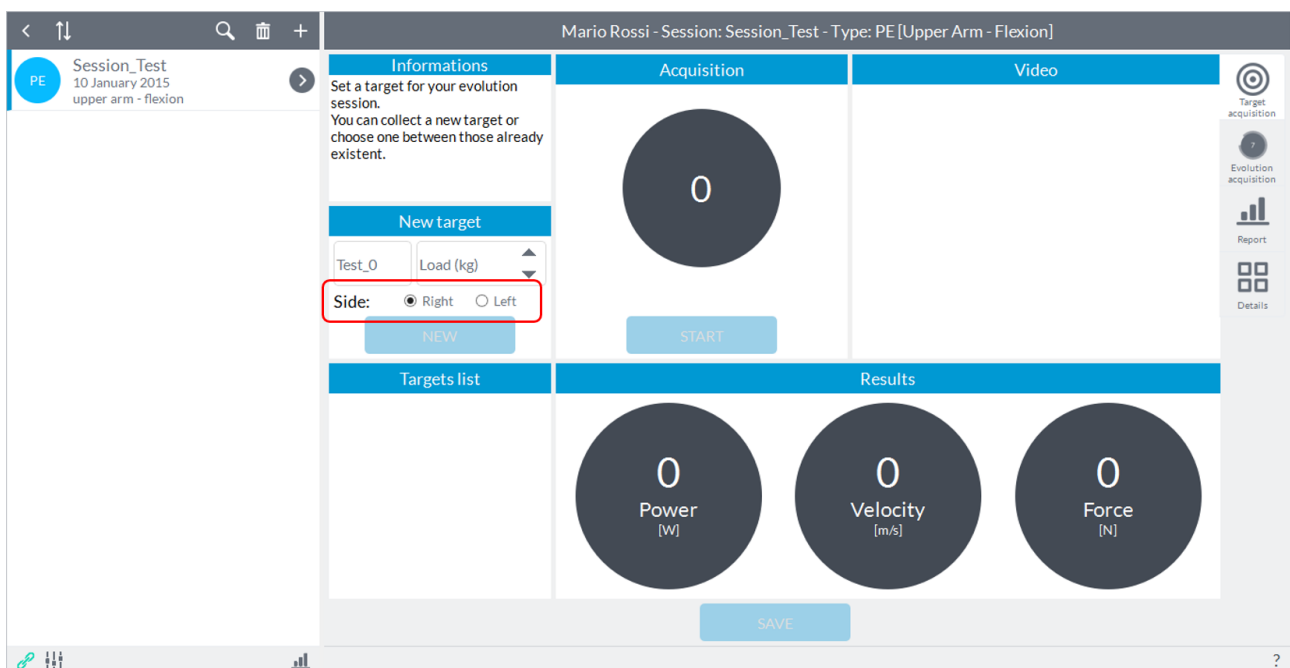 Mario Rossi - Session: Session_Test - Type: PE [Upper Arm - Flexion]
PE
Session_Test
10 January 2015
upper arm - flexion
Informations
Set a target for your evolution
session.
You can collect a new target or
choose one between those already
existent.
New target
Test_0
Load (kg)
Side:
Right
Left
NEW
Targets list
Acquisition
0
START
Video
Results
0
Power
[W]
0
Velocity
[m/s]
0
Force
[N]
SAVE
Target
acquisition
?
Evolution
acquisition
Report
Details
?